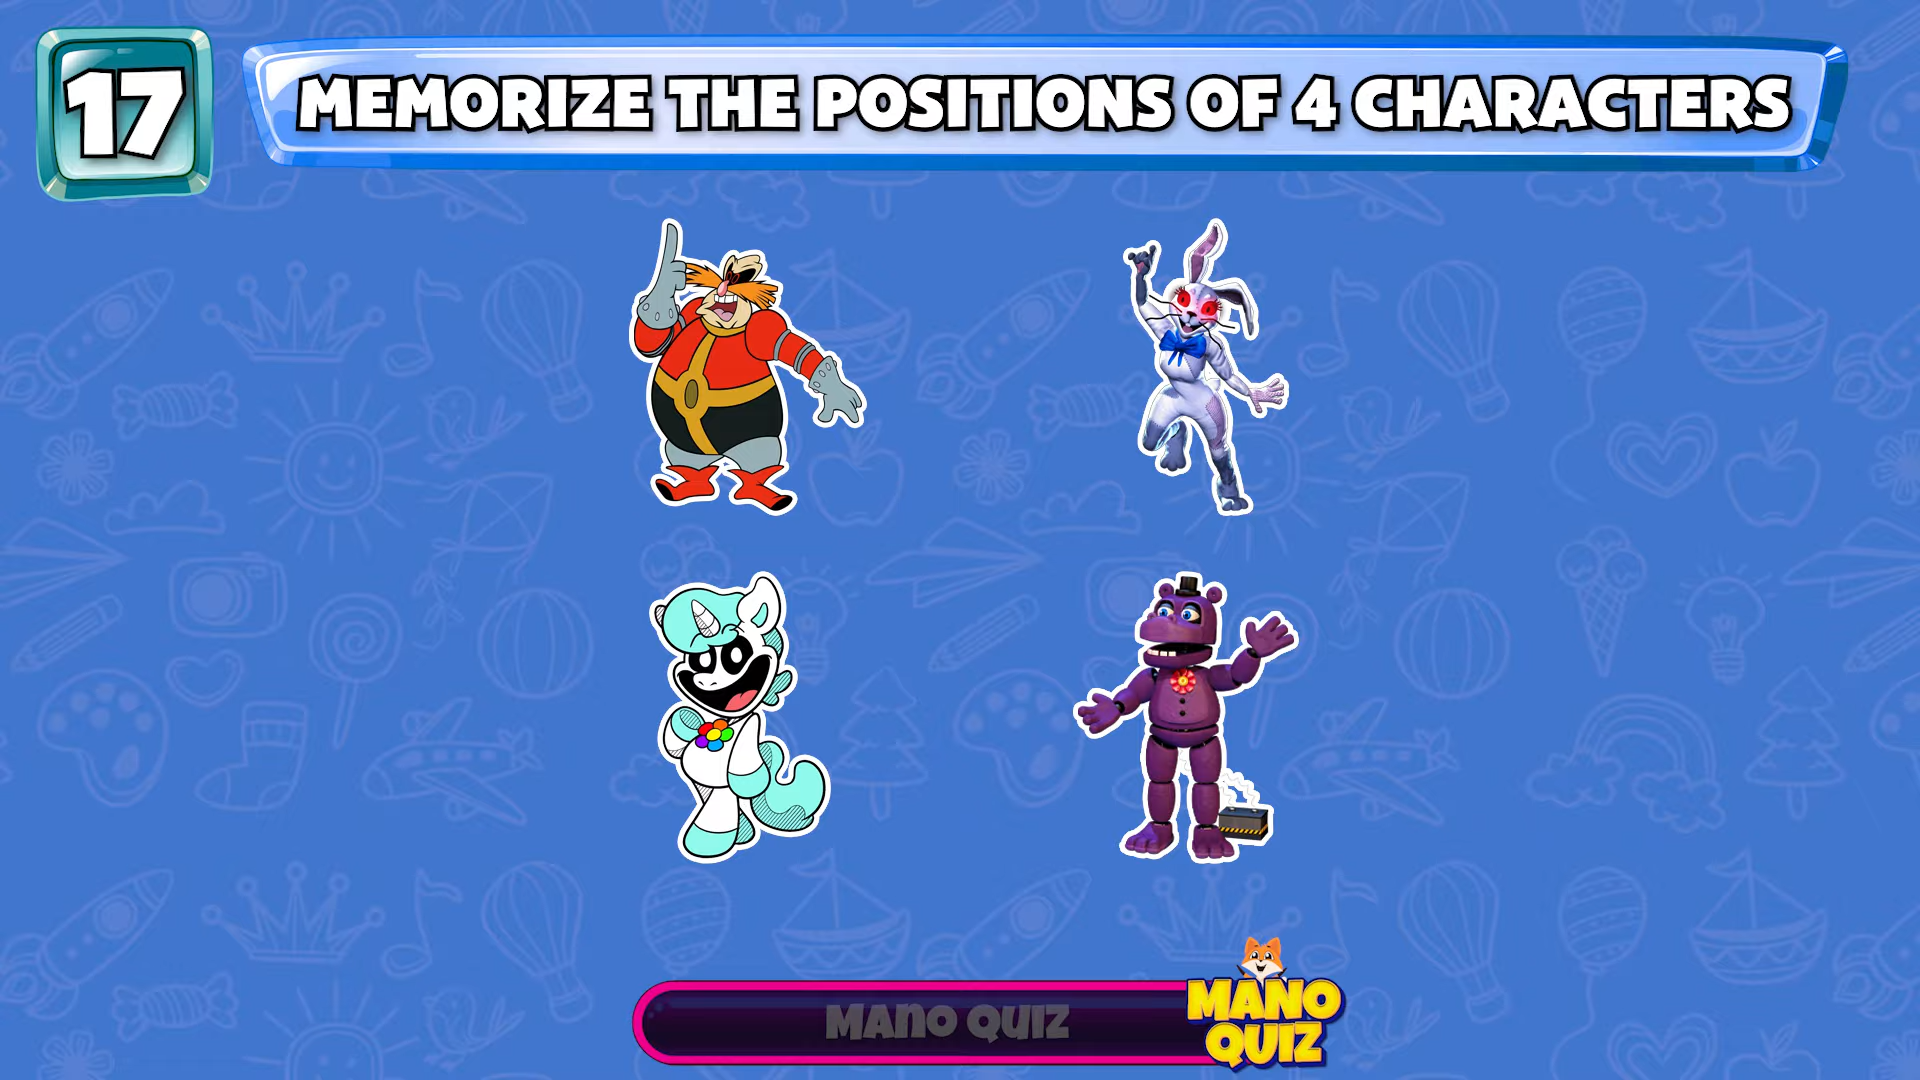 17
MEMORIZE THE POSITIONS OF 4 CHARACTERS
MANO QUIZ
MANO
QUIZ